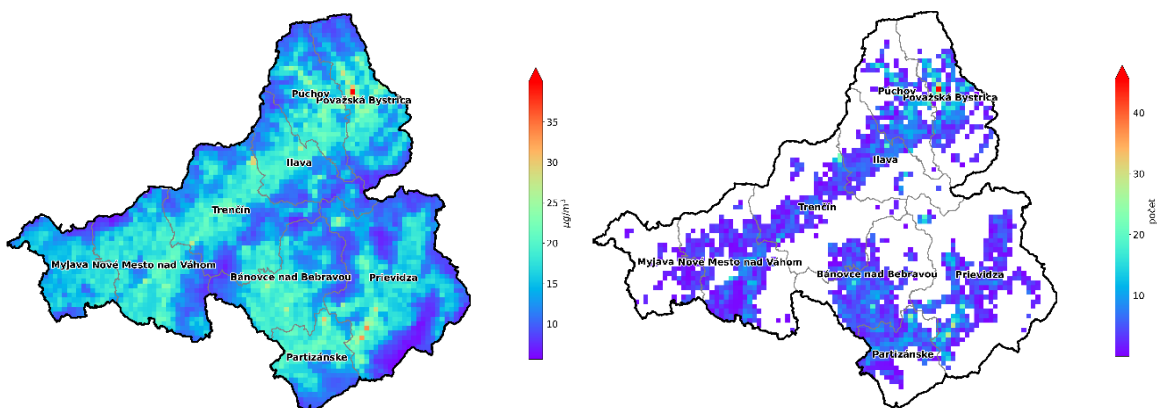 Puchov
Považská Bystrica
Ilava
Trenčín
Myjava Nové Mesto nad Váhom
Bánovce nad Bebravou
Prievidza
Partizánske
35
30
25
20
15
10
µg/m³
Puchov
Považská Bystrica
Ilava
Trenčín
Myjava Nové Mesto nad Váhom
Bánovce nad Bebravou
Prievidza
Partizánske
40
30
20
10
počet